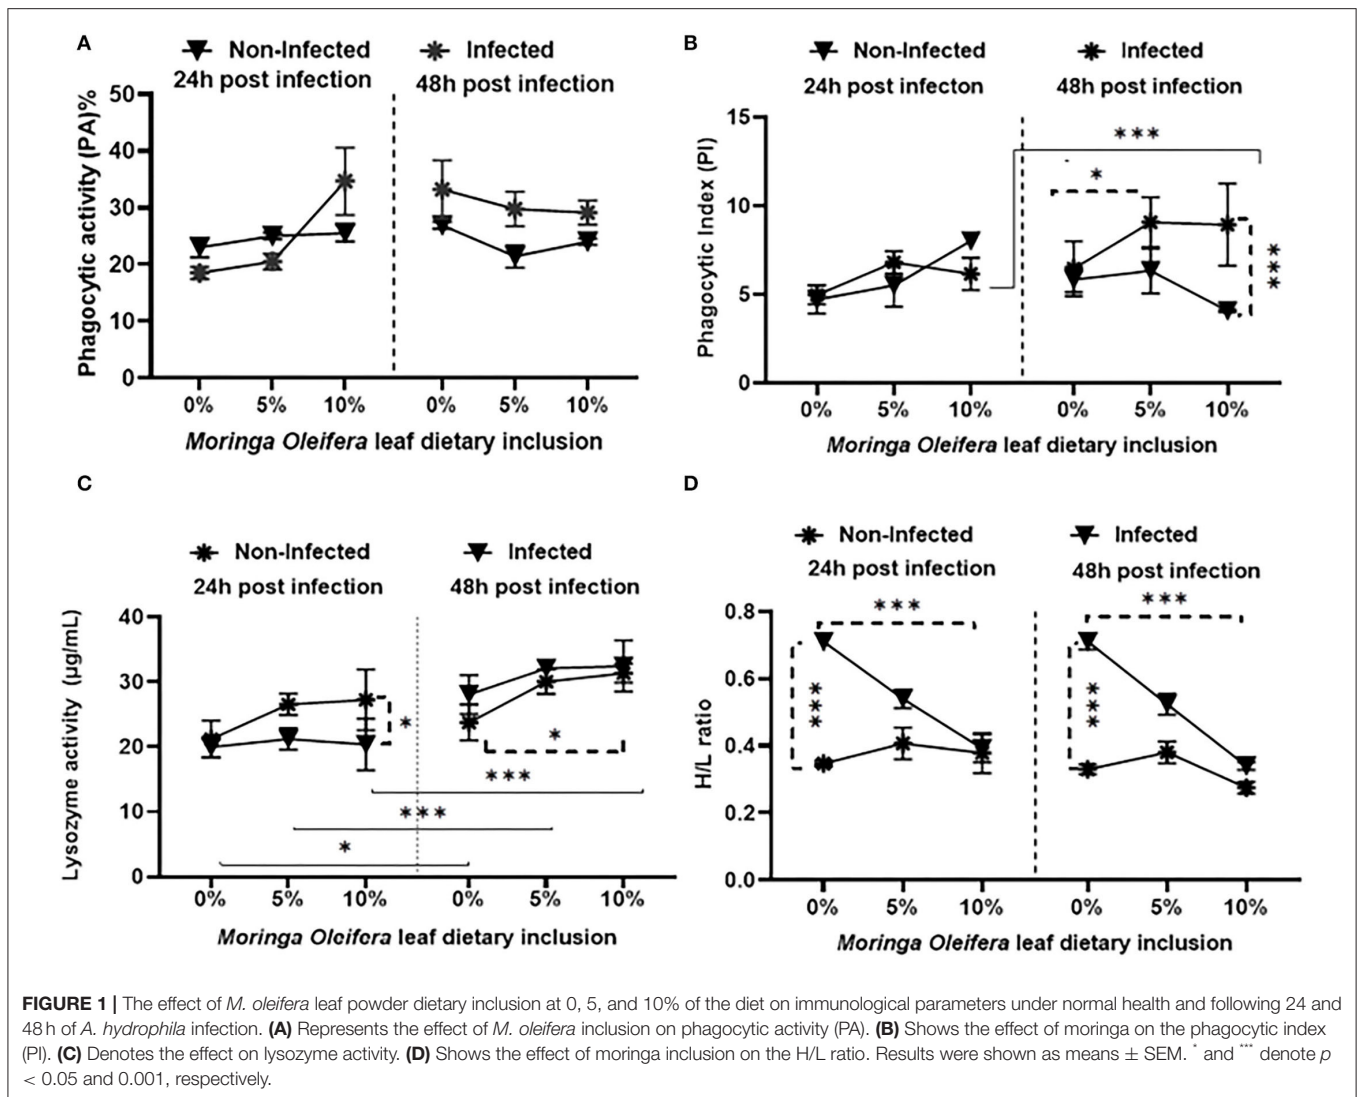 A
Non-Infected
Infected
24h post infection
48h post infection
Phagocytic activity (PA)%
50
40
30
20
10
0
0%
5%
10%
0%
5%
10%
Moringa Oleifera leaf dietary inclusion
B
Non-Infected
Infected
24h post infecton
48h post infection
Phagocytic Index (PI)
15
10
5
0
***
*
***
0%
5%
10%
0%
5%
10%
Moringa Oleifera leaf dietary inclusion
C
Non-Infected
Infected
24h post infection
48h post infection
Lysozyme activity (µg/mL)
40
30
20
10
0
*
*
***
***
*
0%
5%
10%
0%
5%
10%
Moringa Oleifera leaf dietary inclusion
D
Non-Infected
Infected
24h post infection
48h post infection
H/L ratio
0.8
0.6
0.4
0.2
0.0
***
***
***
***
0%
5%
10%
0%
5%
10%
Moringa Oleifera leaf dietary inclusion
FIGURE 1 | The effect of M. oleifera leaf powder dietary inclusion at 0, 5, and 10% of the diet on immunological parameters under normal health and following 24 and
48 h of A. hydrophila infection. (A) Represents the effect of M. oleifera inclusion on phagocytic activity (PA). (B) Shows the effect of moringa on the phagocytic index
(PI). (C) Denotes the effect on lysozyme activity. (D) Shows the effect of moringa inclusion on the H/L ratio. Results were shown as means ± SEM. * and *** denote p
< 0.05 and 0.001, respectively.